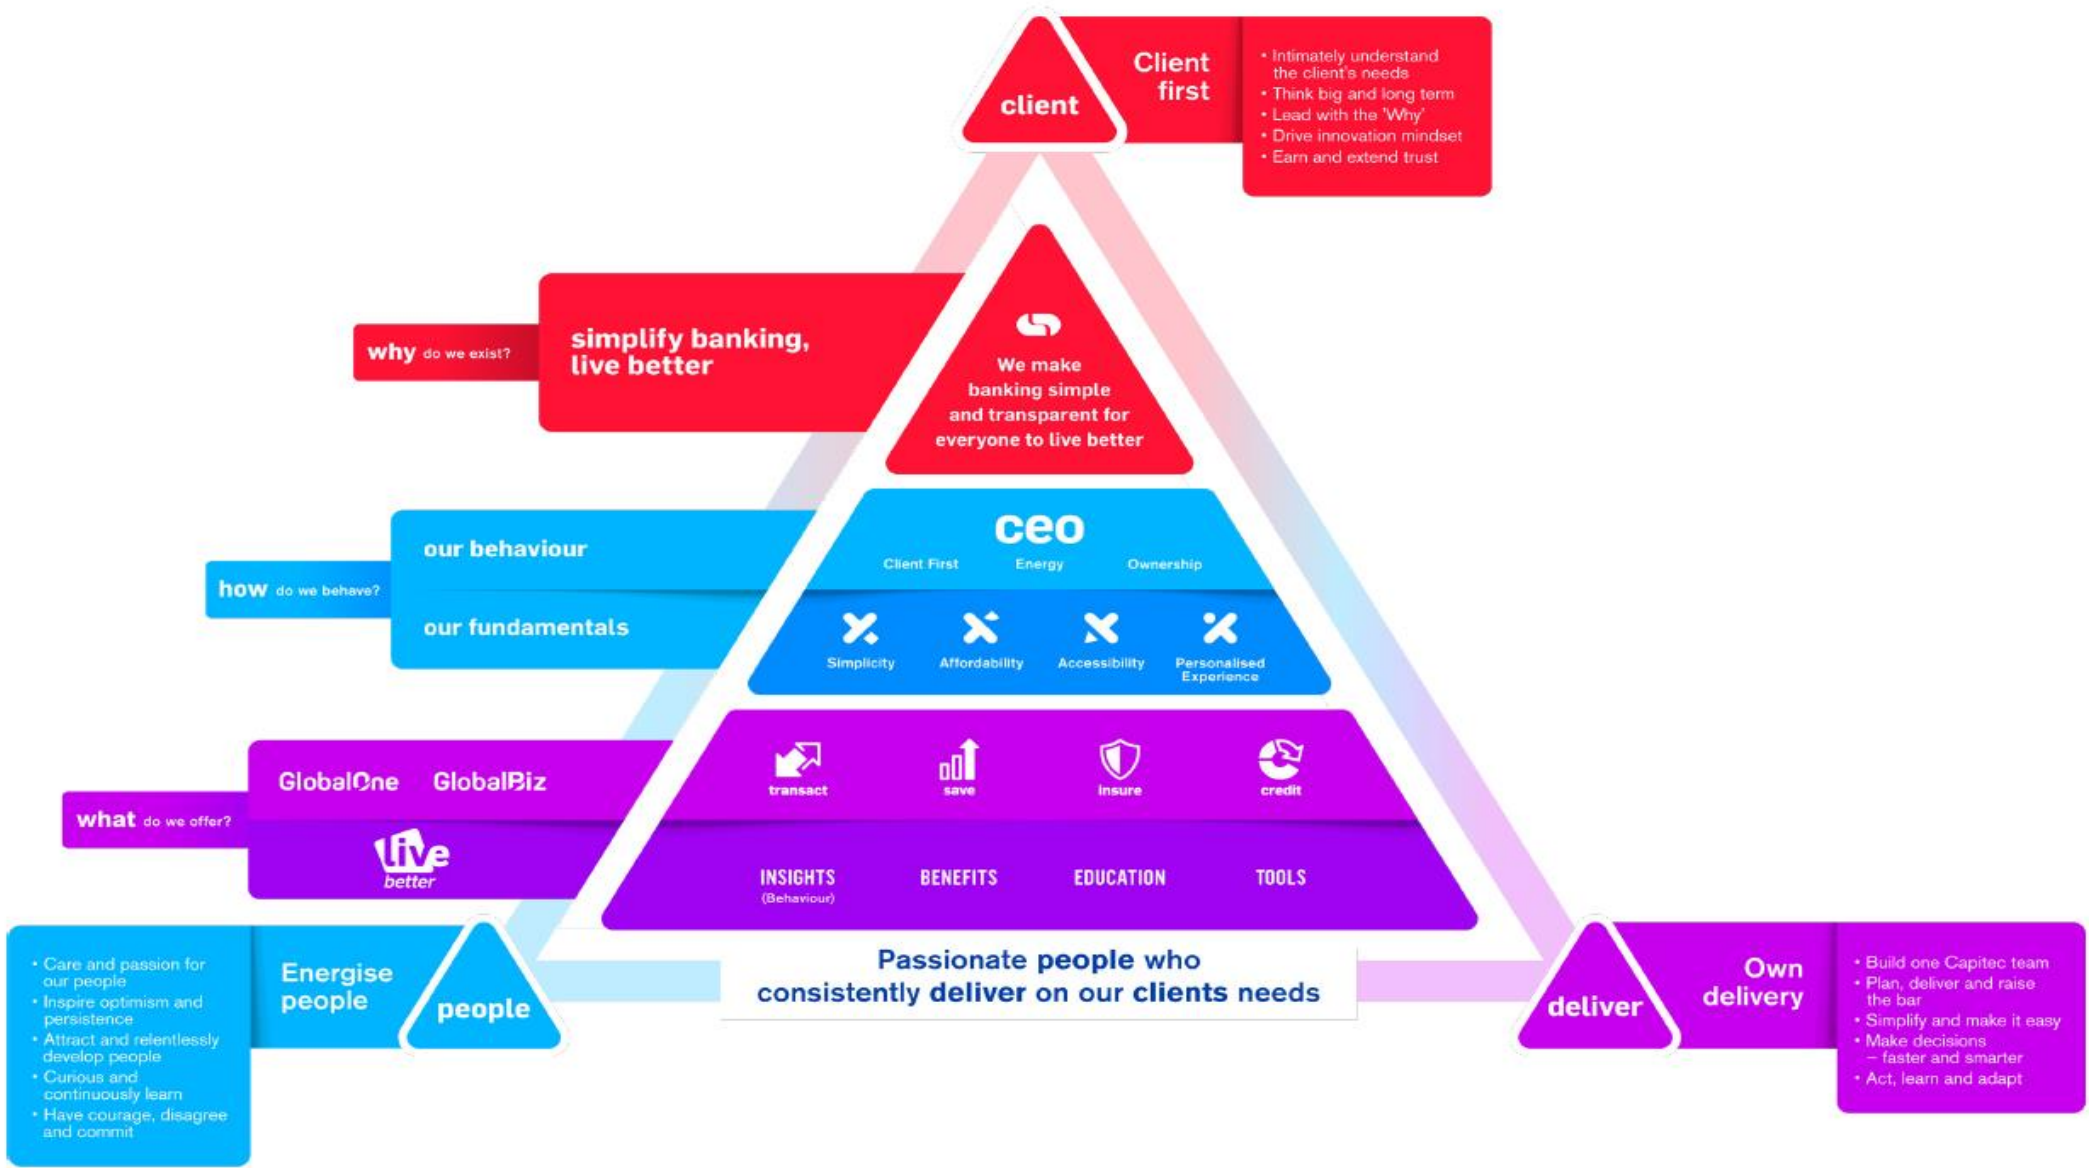 client
Client
first
• Intimately understand
the client's needs
• Think big and long term
• Lead with the 'Why'
• Drive innovation mindset
• Earn and extend trust
why do we exist?
simplify banking,
live better
We make
banking simple
and transparent for
everyone to live better
how do we behave?
our behaviour
ceo
Client First Energy Ownership
our fundamentals
Simplicity Affordability Accessibility Personalised
Experience
what do we offer?
GlobalOne GlobalBiz
transact save insure credit
live
better
INSIGHTS BENEFITS EDUCATION TOOLS
(Behaviour)
• Care and passion for
our people
• Inspire optimism and
persistence
• Attract and relentlessly
develop people
• Curious and
continuously learn
• Have courage, disagree
and commit
Energise
people
people
Passionate people who
consistently deliver on our clients needs
deliver
Own
delivery
• Build one Capitec team
• Plan, deliver and raise
the bar
• Simplify and make it easy
• Make decisions
– faster and smarter
• Act, learn and adapt